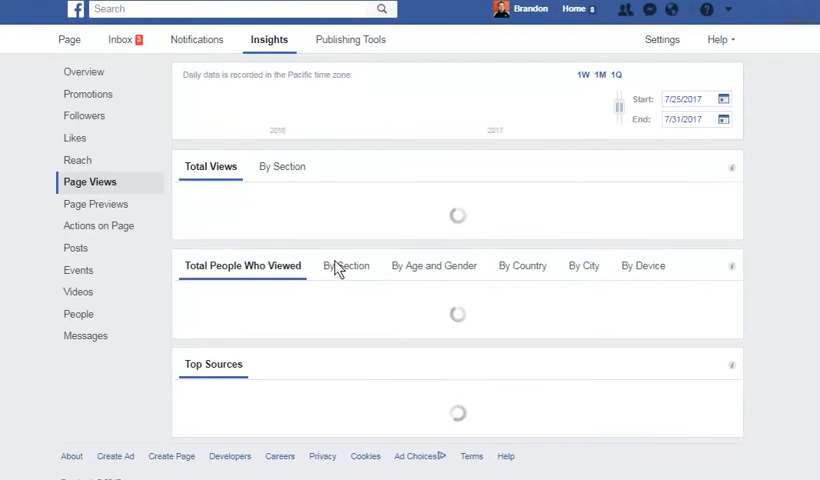 f Search Brandon Home 8
Page Inbox 3 Notifications Insights Publishing Tools Settings Help
Overview
Promotions
Followers
Likes
Reach
Page Views
Page Previews
Actions on Page
Posts
Events
Videos
People
Messages
Daily data is recorded in the Pacific time zone. 1W 1M 1Q
Start: 7/25/2017
End: 7/31/2017
2017
Total Views By Section
Total People Who Viewed By Section By Age and Gender By Country By City By Device
Top Sources
About Create Ad Create Page Developers Careers Privacy Cookies Ad Choices Terms Help